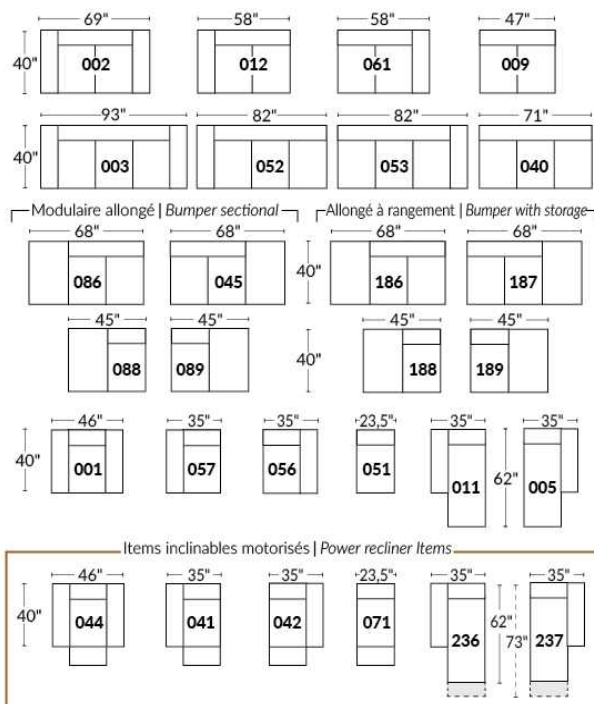 69" 58" 58" 47"
40" 002 012 061 009
93" 82" 82" 71"
40" 003 052 053 040
Modulaire allongé | Bumper sectional Allongé à rangement | Bumper with storage
68" 68" 68" 68"
086 045 40" 186 187
45" 45" 45" 45"
088 089 40" 188 189
46" 35" 35" 23,5" 35" 35"
40" 001 057 056 051 011 62" 005
Items inclinables motorisés | Power recliner Items
46" 35" 35" 23,5" 35" 35"
40" 044 041 042 071 236 62" 73" 237